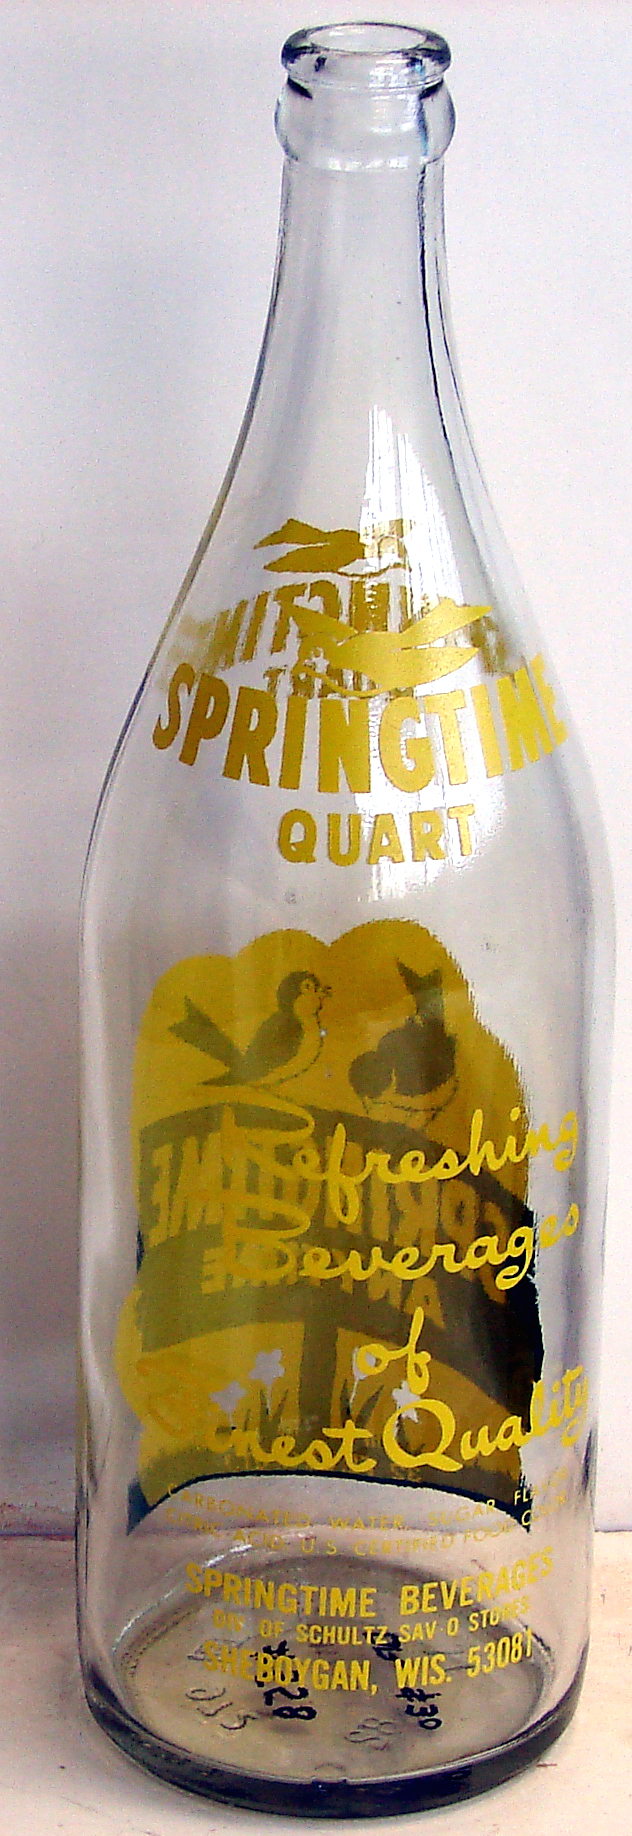 SPRINGTIME
QUART
Refreshing
Beverages
of
Finest Quality
CARBONATED WATER, SUGAR,
CITRIC ACID, U.S. CERTIFIED FOOD COLOR
SPRINGTIME BEVERAGES
DIV. OF SCHULTZ SAV O STORES
SHEBOYGAN, WIS. 53081